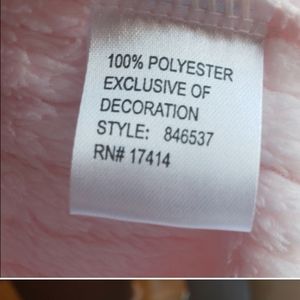 100% POLYESTER
EXCLUSIVE OF
DECORATION
STYLE: 846537
RN# 17414